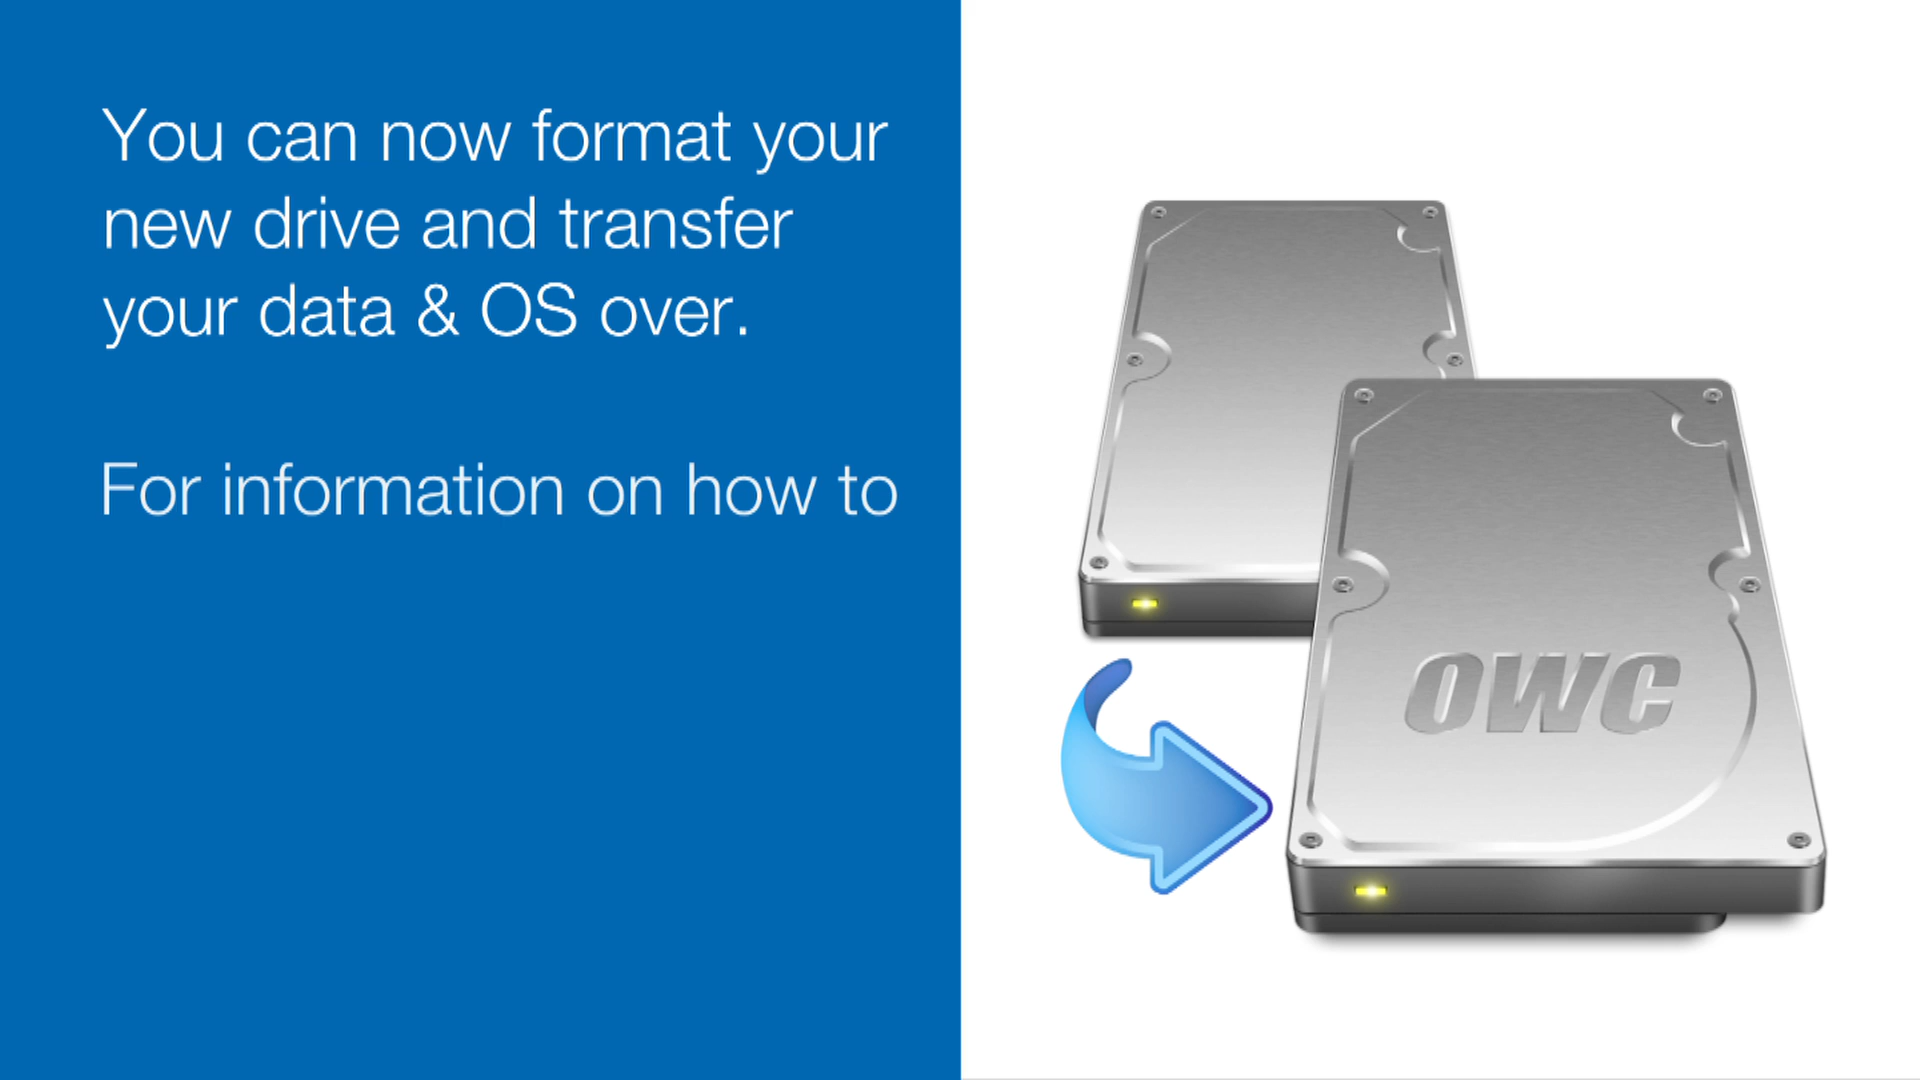 You can now format your
new drive and transfer
your data & OS over.
For information on how to
OWC